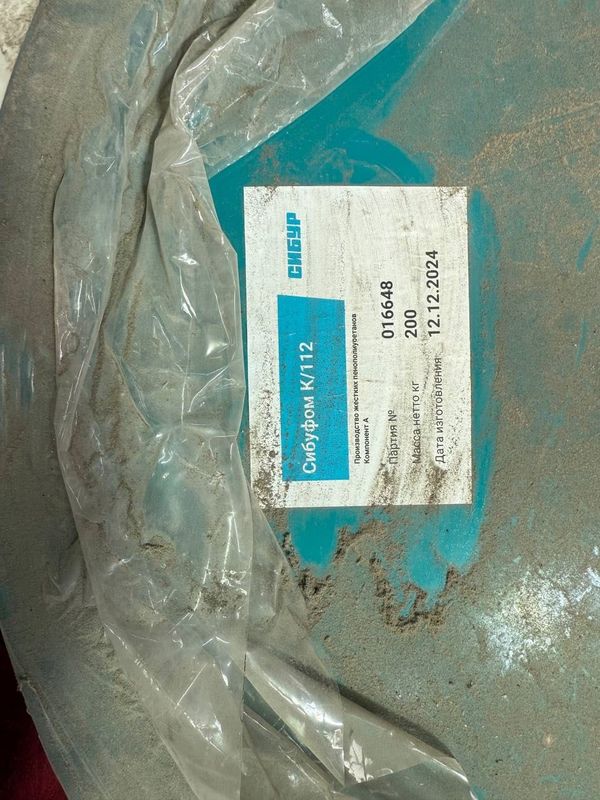 СИБУР
Сибуфом К/112
Производство жестких пенополиуретанов
Компонент А
Партия № 016648
Масса нетто кг 200
Дата изготовления 12.12.2024